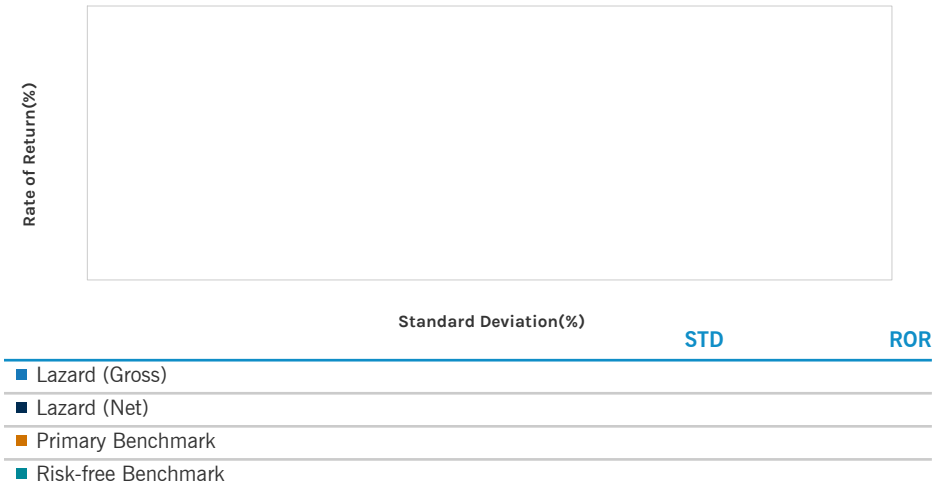 Rate of Return(%)
Standard Deviation(%)
STD ROR
Lazard (Gross)
Lazard (Net)
Primary Benchmark
Risk-free Benchmark